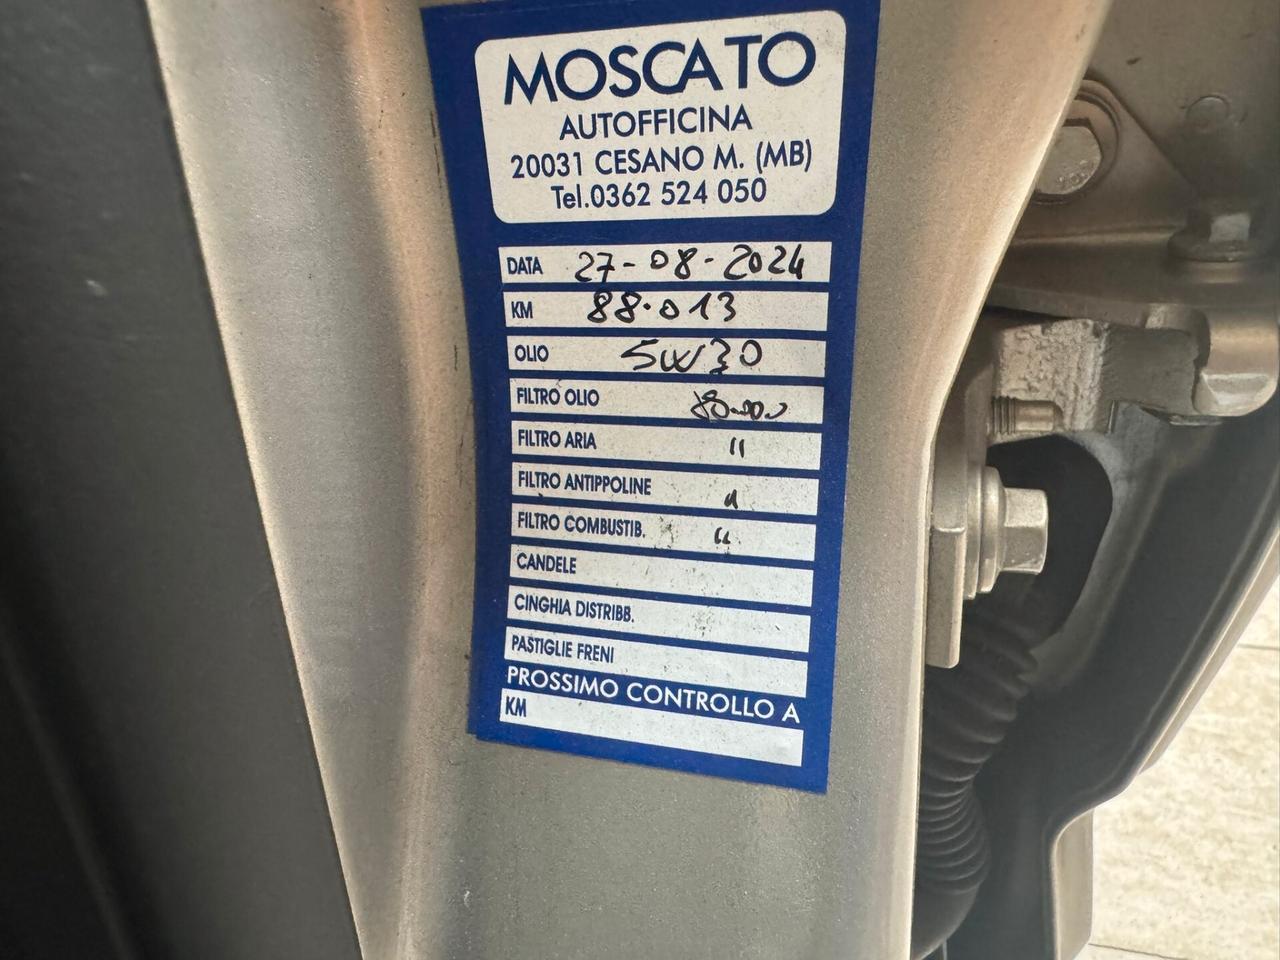 MOSCATO
AUTOFFICINA
20031 CESANO M. (MB)
Tel.0362 524 050
DATA 27-08-2024
KM 88.013
OLIO 5W30
FILTRO OLIO
FILTRO ARIA "
FILTRO ANTIPPOLINE "
FILTRO COMBUSTIB. "
CANDELE
CINGHIA DISTRIBB.
PASTIGLIE FRENI
PROSSIMO CONTROLLO A
KM